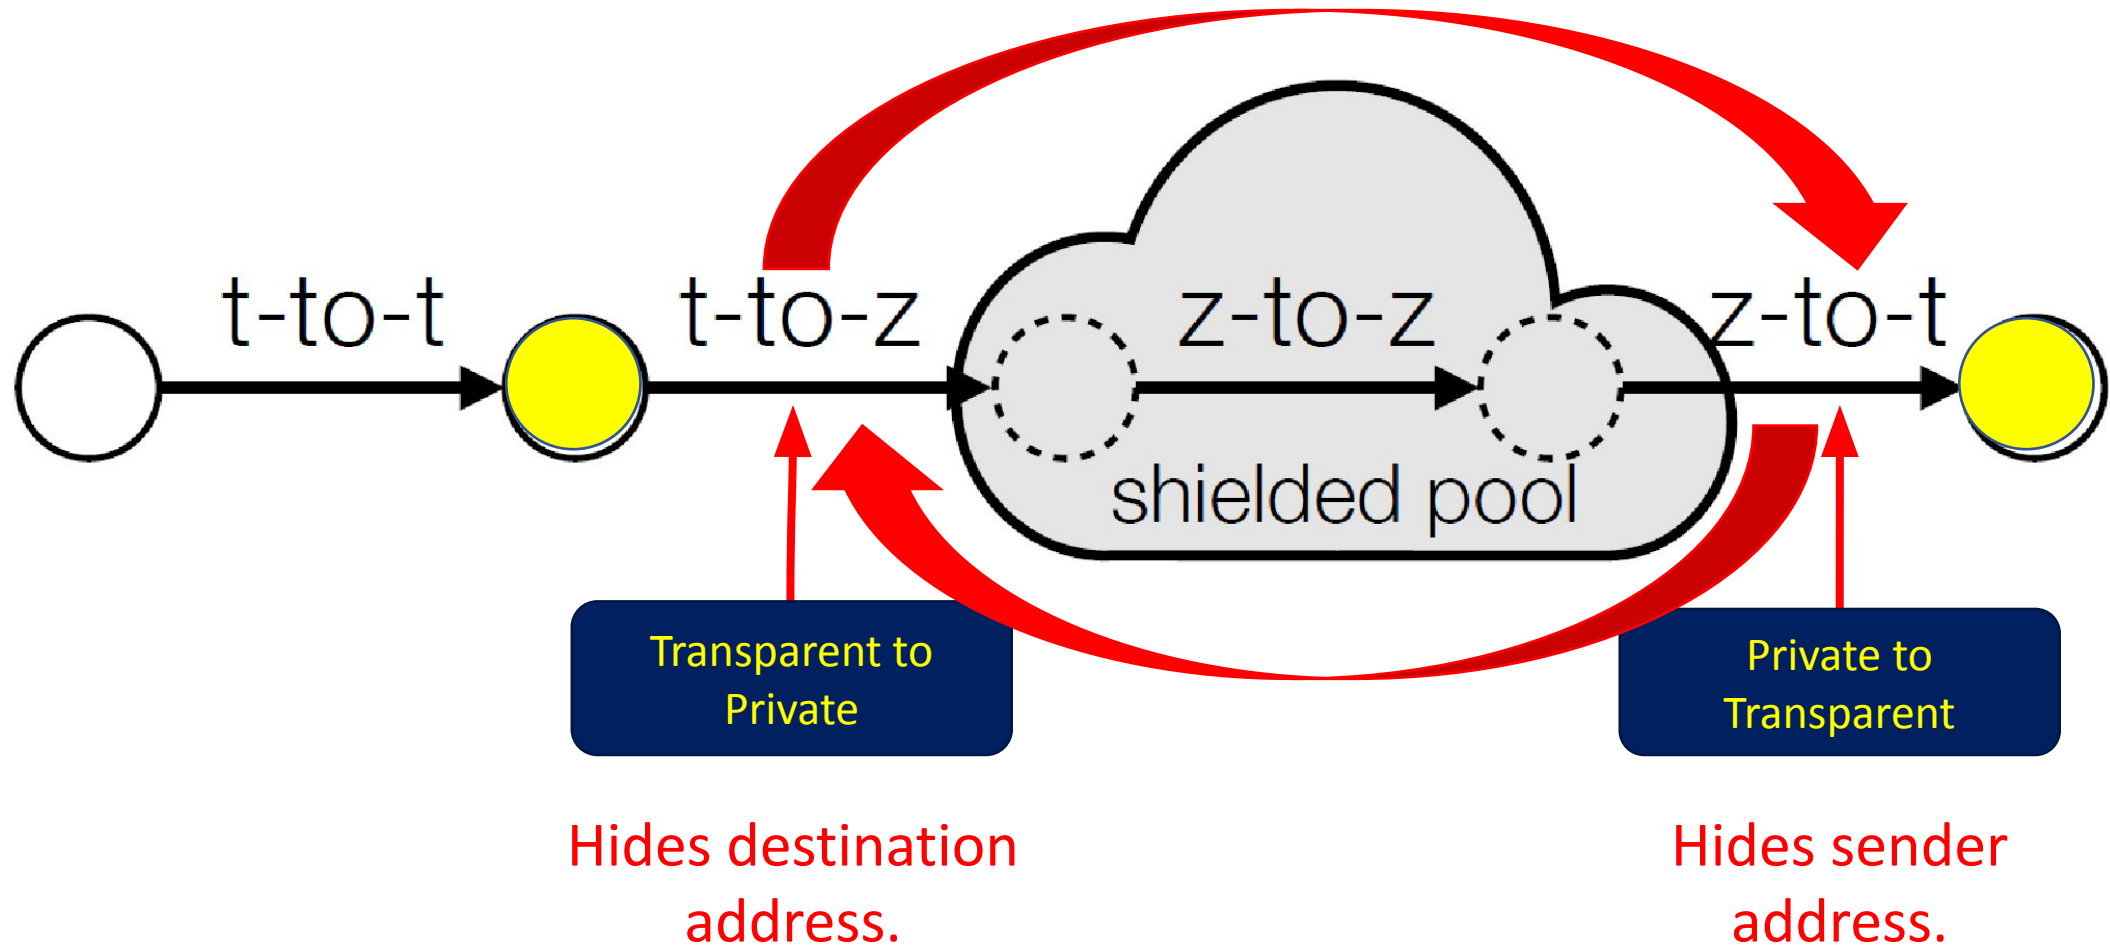 t-to-t
t-to-z
z-to-z
z-to-t
shielded pool
Transparent to
Private
Private to
Transparent
Hides destination
address.
Hides sender
address.